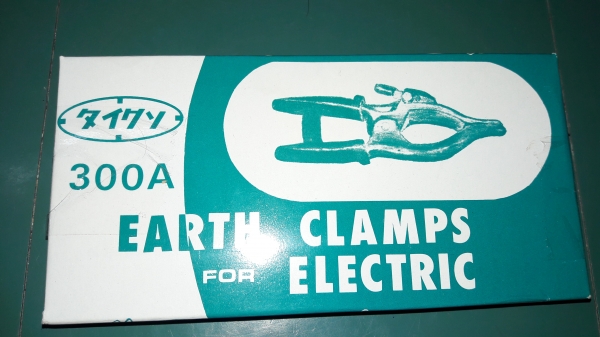 タイクソ
300A
EARTH CLAMPS
FOR ELECTRIC